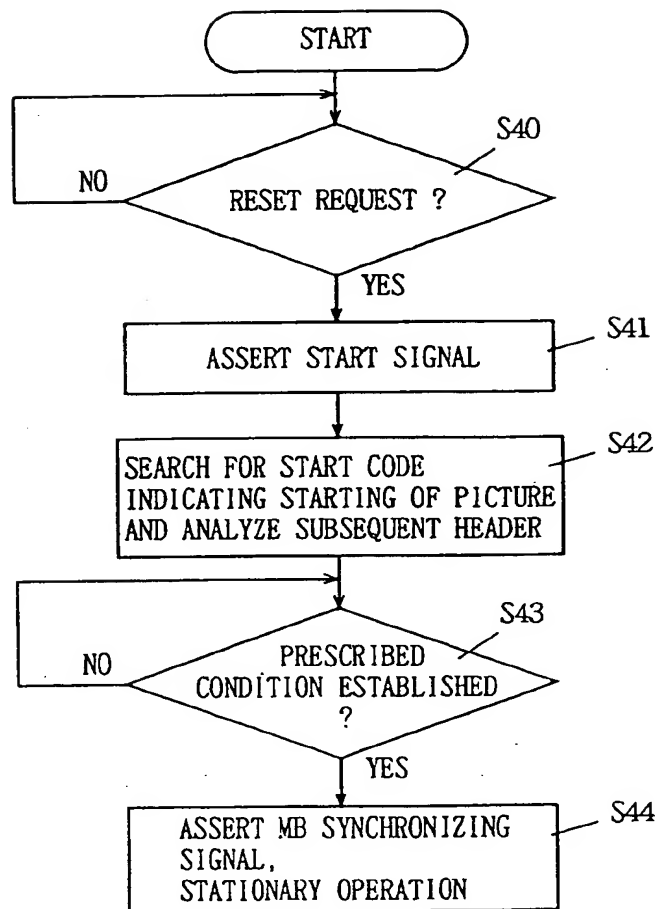 START
S40
NO
RESET REQUEST ?
YES
S41
ASSERT START SIGNAL
S42
SEARCH FOR START CODE
INDICATING STARTING OF PICTURE
AND ANALYZE SUBSEQUENT HEADER
S43
NO
PRESCRIBED
CONDITION ESTABLISHED
?
YES
S44
ASSERT MB SYNCHRONIZING
SIGNAL,
STATIONARY OPERATION